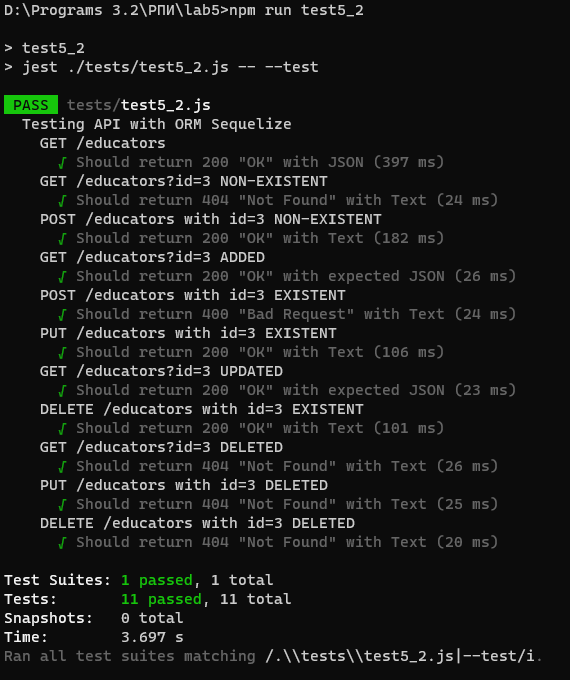 D:\Programs 3.2\РПИ\lab5>npm run test5_2
> test5_2
> jest ./tests/test5_2.js -- --test
PASS tests/test5_2.js
Testing API with ORM Sequelize
GET /educators
√ Should return 200 "OK" with JSON (397 ms)
GET /educators?id=3 NON-EXISTENT
√ Should return 404 "Not Found" with Text (24 ms)
POST /educators with id=3 NON-EXISTENT
√ Should return 200 "OK" with Text (182 ms)
GET /educators?id=3 ADDED
√ Should return 200 "OK" with expected JSON (26 ms)
POST /educators with id=3 EXISTENT
√ Should return 400 "Bad Request" with Text (24 ms)
PUT /educators with id=3 EXISTENT
√ Should return 200 "OK" with Text (106 ms)
GET /educators?id=3 UPDATED
√ Should return 200 "OK" with expected JSON (23 ms)
DELETE /educators with id=3 EXISTENT
√ Should return 200 "OK" with Text (101 ms)
GET /educators?id=3 DELETED
√ Should return 404 "Not Found" with Text (26 ms)
PUT /educators with id=3 DELETED
√ Should return 404 "Not Found" with Text (25 ms)
DELETE /educators with id=3 DELETED
√ Should return 404 "Not Found" with Text (20 ms)
Test Suites: 1 passed, 1 total
Tests: 11 passed, 11 total
Snapshots: 0 total
Time: 3.697 s
Ran all test suites matching /.\\tests\\test5_2.js|--test/i.